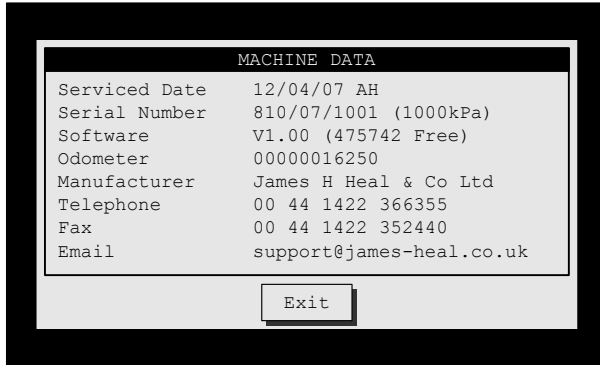 MACHINE DATA
Serviced Date 12/04/07 AH
Serial Number 810/07/1001 (1000kPa)
Software V1.00 (475742 Free)
Odometer 00000016250
Manufacturer James H Heal & Co Ltd
Telephone 00 44 1422 366355
Fax 00 44 1422 352440
Email support@james-heal.co.uk
Exit